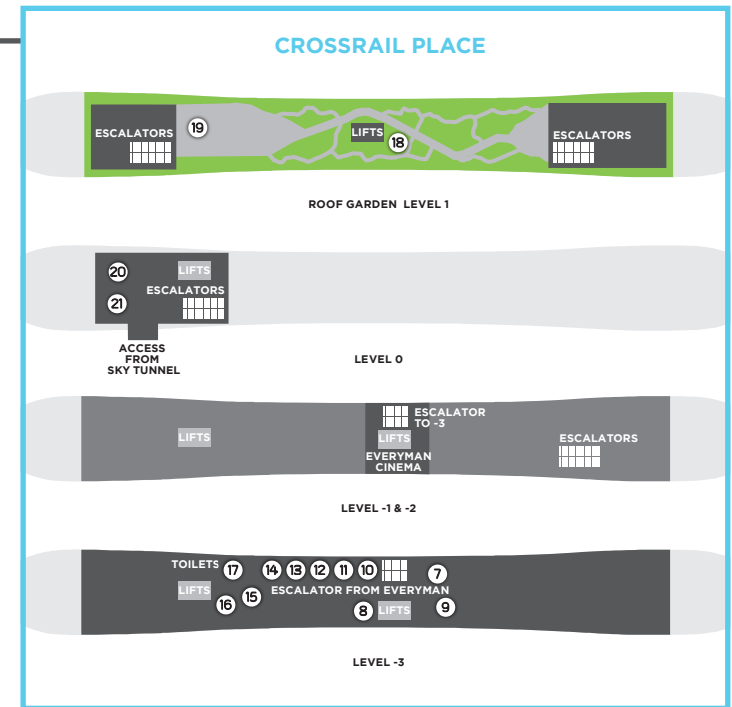 CROSSRAIL PLACE
ESCALATORS
19
LIFTS
18
ESCALATORS
ROOF GARDEN LEVEL 1
20
LIFTS
ESCALATORS
21
ACCESS
FROM
SKY TUNNEL
LEVEL 0
ESCALATOR
TO -3
LIFTS
LIFTS
ESCALATORS
EVERYMAN
CINEMA
LEVEL -1 & -2
TOILETS
17
14
13
12
11
10
7
LIFTS
ESCALATOR FROM EVERYMAN
16
15
8
LIFTS
9
LEVEL -3